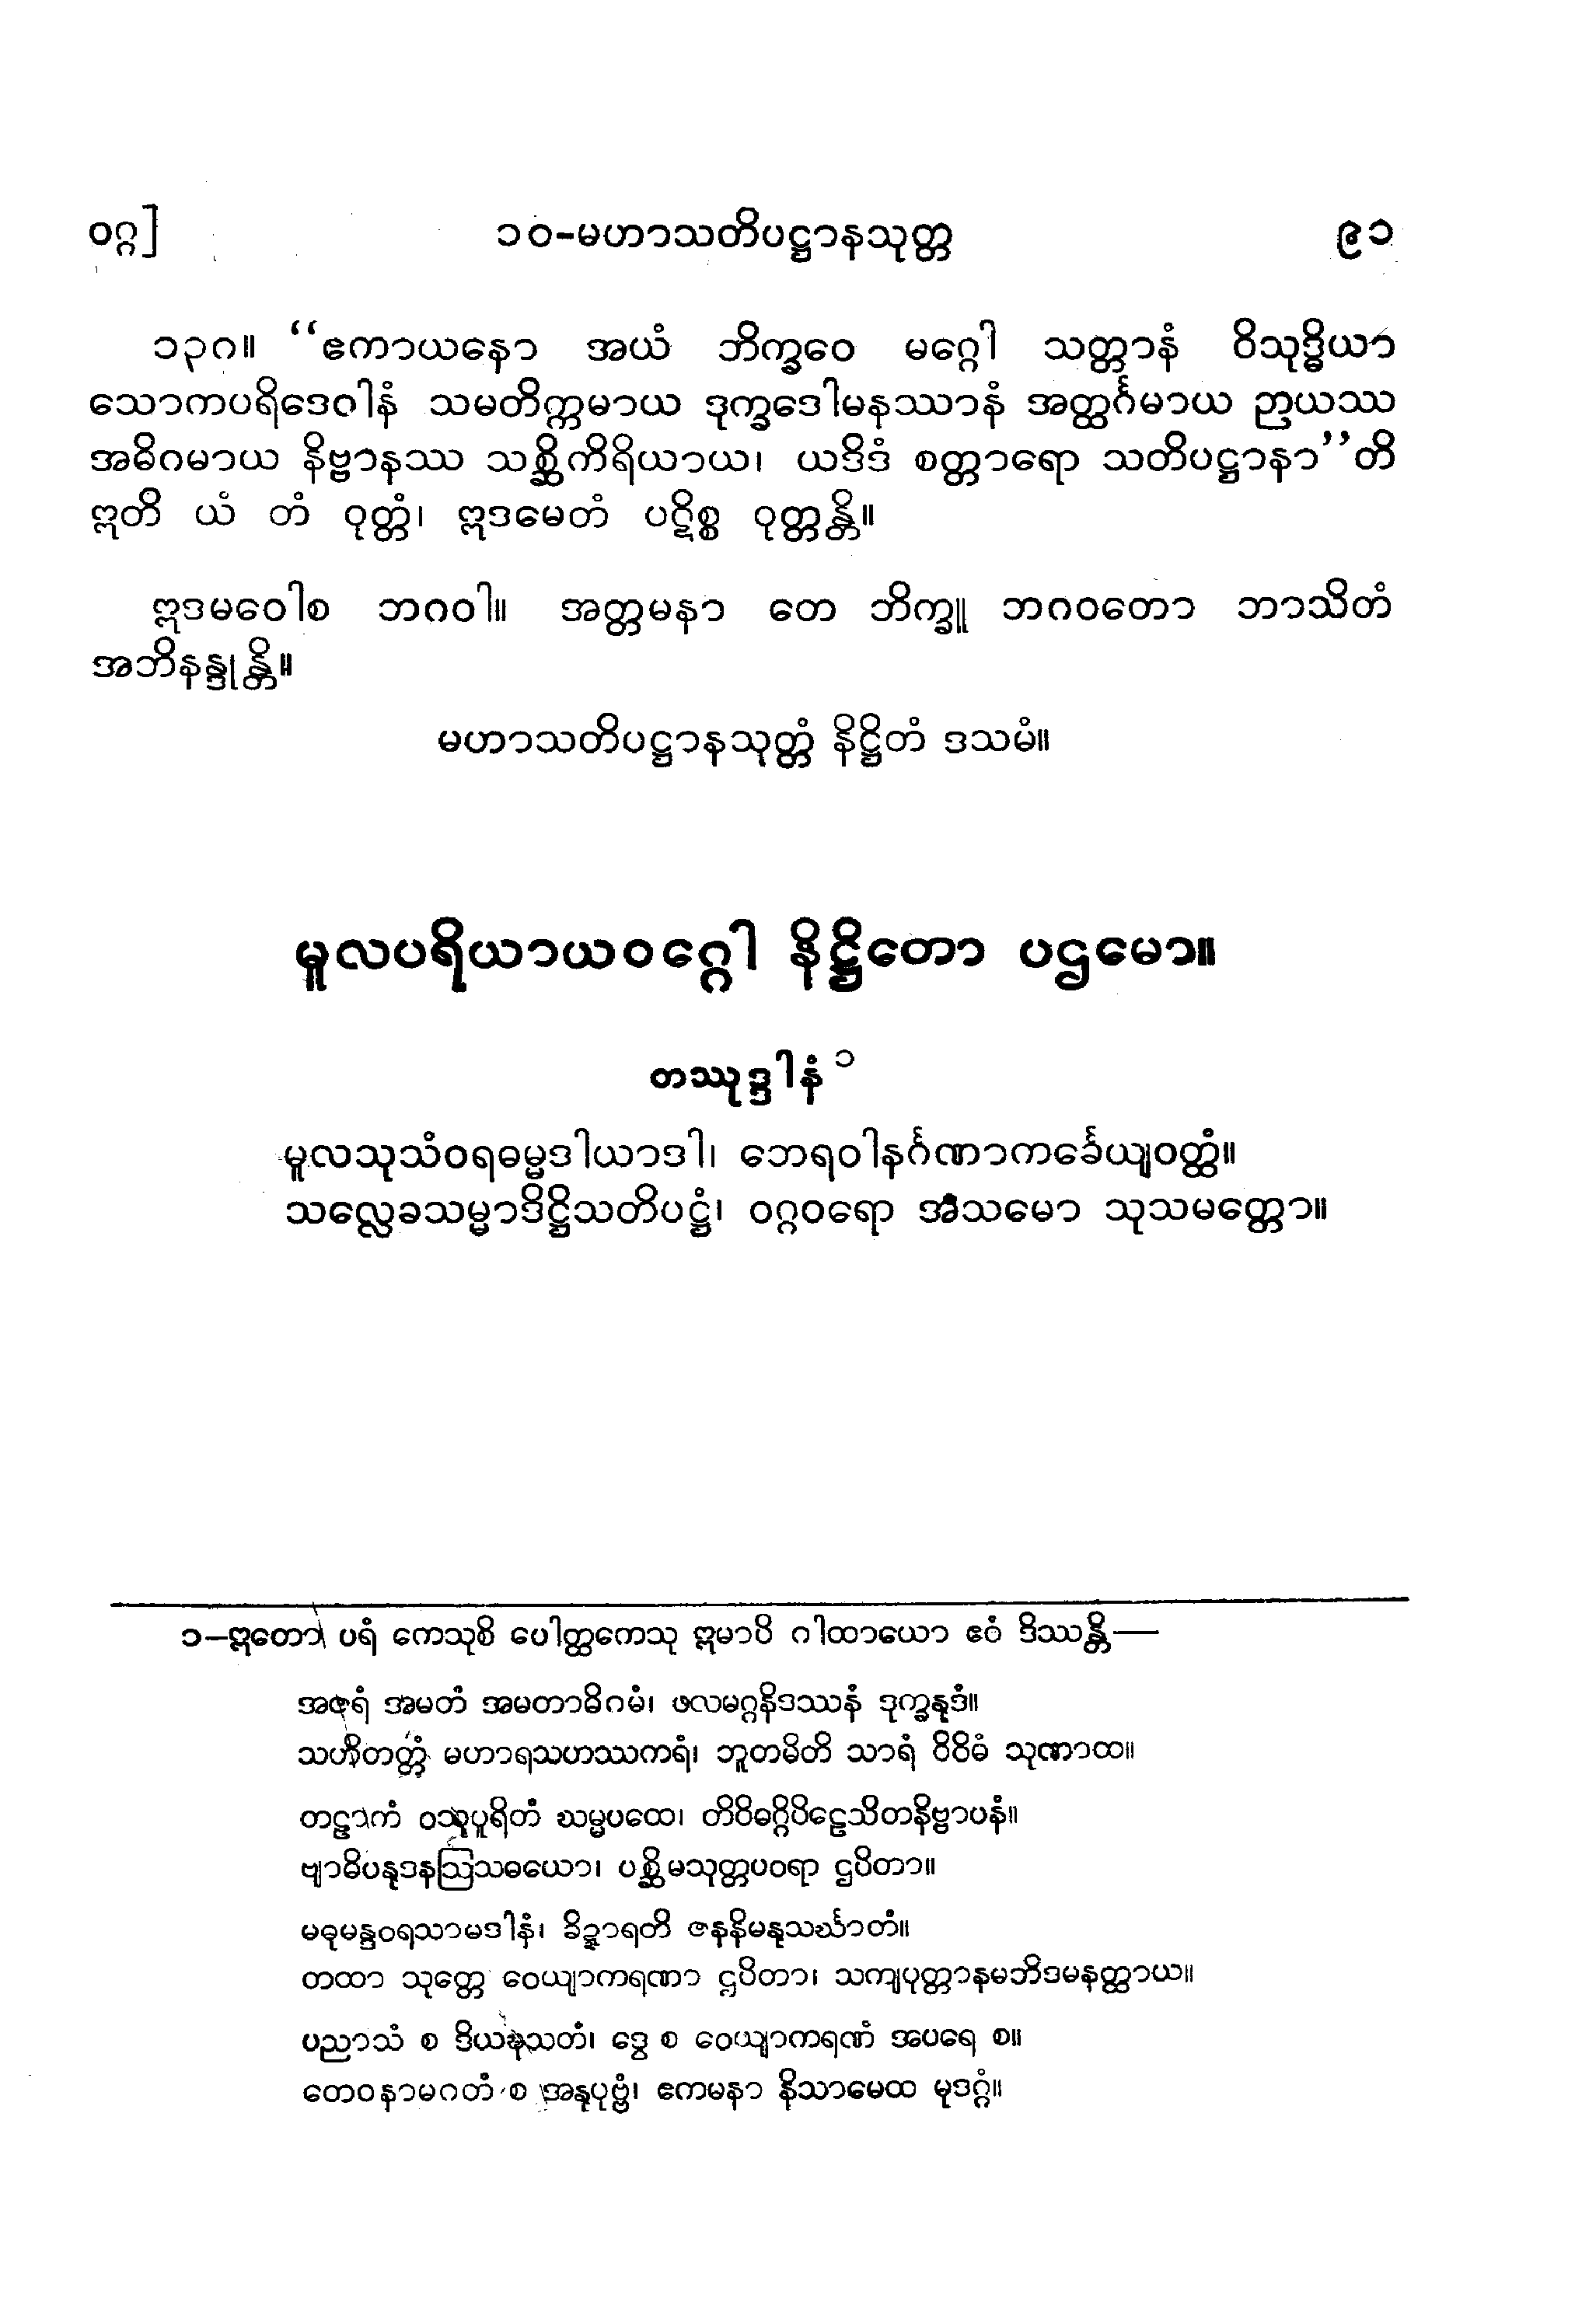 ဝဂ္ဂ] ၁၀-မဟာသတိပဋ္ဌာနသုတ္တ ၉၁
၁၃ဂ။ “ဧကာယနော အယံ ဘိက္ခဝေ မဂ္ဂေါ သတ္တာနံ ဝိသုဒ္ဓိယာ
သောကပရိဒေဝါနံ သမတိက္ကမာယ ဒုက္ခဒေါမနဿာနံ အတ္ထင်္ဂမာယ ဉာယဿ
အဓိဂမာယ နိဗ္ဗာနဿ သစ္ဆိကိရိယာယ၊ ယဒိဒံ စတ္တာရော သတိပဋ္ဌာနာ”တိ
ဣတိ ယံ တံ ဝုတ္တံ၊ ဣဒမေတံ ပဋိစ္စ ဝုတ္တန္တိ။
ဣဒမဝေါစ ဘဂဝါ။ အတ္တမနာ တေ ဘိက္ခူ ဘဂဝတော ဘာသိတံ
အဘိနန္ဒုန္တိ။
မဟာသတိပဋ္ဌာနသုတ္တံ နိဋ္ဌိတံ ဒသမံ။
မူလပရိယာယဝဂ္ဂေါ နိဋ္ဌိတော ပဌမော။
တဿုဒ္ဒါနံ ၁
မူလသုသံဝရဓမ္မဒါယာဒါ၊ ဘေရဝါနင်္ဂဏာကင်္ခေယျဝတ္ထံ။
သလ္လေခသမ္မာဒိဋ္ဌိသတိပဋ္ဌံ၊ ဝဂ္ဂဝရော အသမော သုသမတ္တော။
၁–ဣတော ပရံ ကေသုစိ ပေါတ္ထကေသု ဣမာပိ ဂါထာယော ဧဝံ ဒိဿန္တိ—
အဇရံ အမတံ အမတာဓိဂမံ၊ ဖလမဂ္ဂနိဒဿနံ ဒုက္ခနုဒံ။
သဟိတတ္တံ မဟာရသဟဿကရံ၊ ဘူတမိတိ သာရံ ဝိဝိဓံ သုဏာထ။
တဠာကံ ဝသုပူရိတံ ဃမ္မပထေ၊ တိဝိဓဂ္ဂိပိဠေသိတနိဗ္ဗာပနံ။
ဗျာဓိပနုဒနဩသဓယော၊ ပစ္ဆိမသုတ္တပဝရာ ဌပိတာ။
မဓုမန္ဒဝရသာမဒါနံ၊ ခိဍ္ဍာရတိ ဇနနိမနုသင်္ဃာတံ။
တထာ သုတ္တေ ဝေယျာကရဏာ ဌပိတာ၊ သကျပုတ္တာနမဘိဒမနတ္ထာယ။
ပညာသံ စ ဒိယဍ္ဎသတံ၊ ဒွေ စ ဝေယျာကရဏံ အပရေ စ။
တေဝနာမဂတံ စ အနုပုဗ္ဗံ၊ ဧကမနာ နိသာမေထ မုဒဂ္ဂံ။